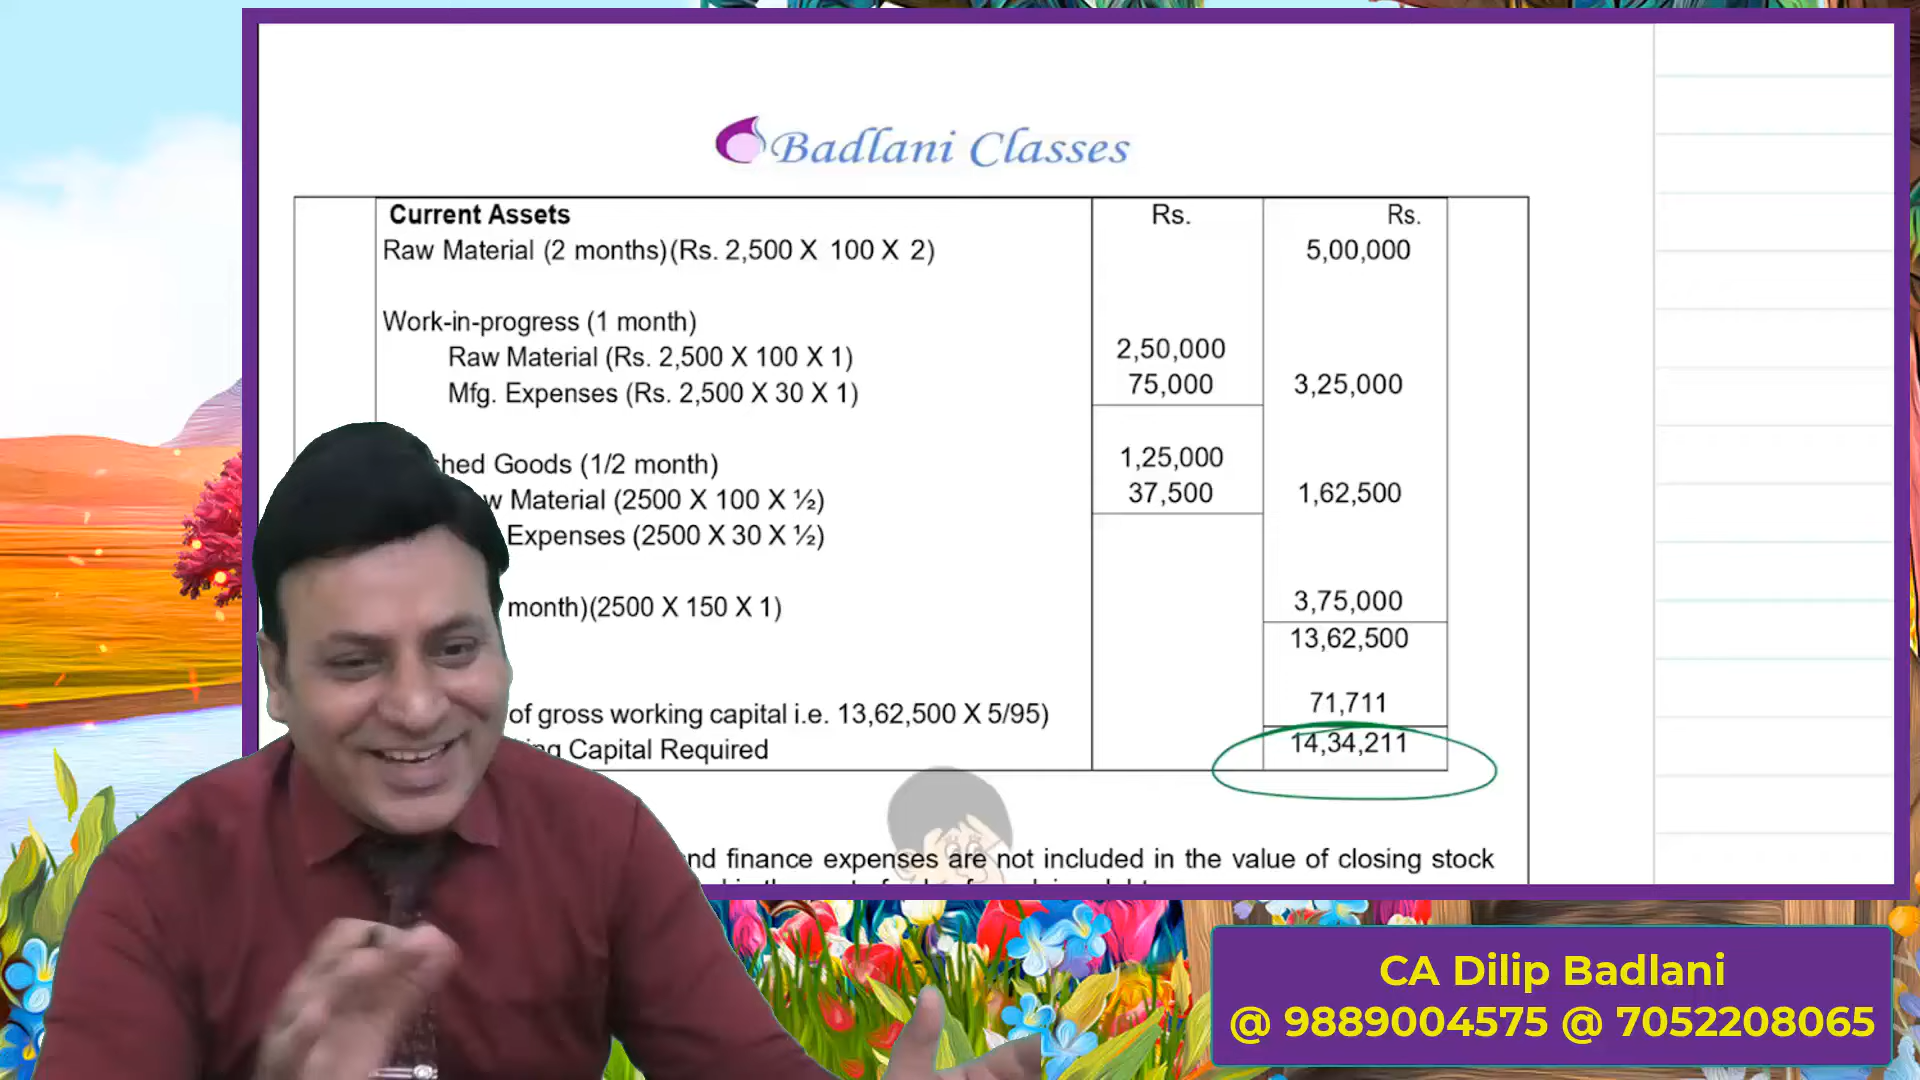 Badlani Classes
Current Assets Rs. Rs.
Raw Material (2 months)(Rs. 2,500 X 100 X 2) 5,00,000
Work-in-progress (1 month)
Raw Material (Rs. 2,500 X 100 X 1) 2,50,000
Mfg. Expenses (Rs. 2,500 X 30 X 1) 75,000 3,25,000
Goods (1/2 month) 1,25,000
Material (2500 X 100 X ½) 37,500 1,62,500
Expenses (2500 X 30 X ½)
month)(2500 X 150 X 1) 3,75,000
13,62,500
of gross working capital i.e. 13,62,500 X 5/95) 71,711
Capital Required 14,34,211
finance expenses are not included in the value of closing stock
CA Dilip Badlani
@ 9889004575 @ 7052208065